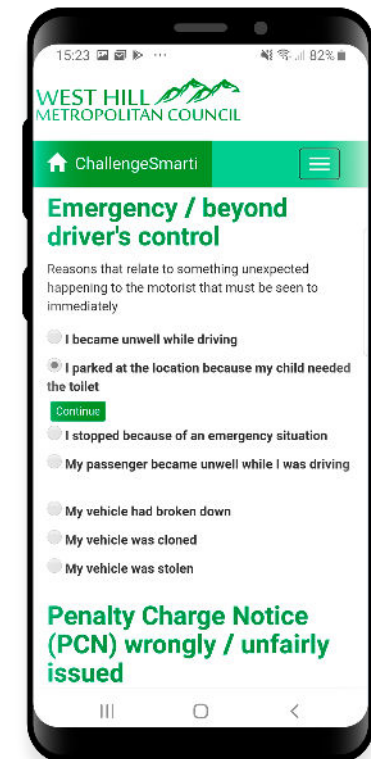 15:23 ··· 82%
WEST HILL
METROPOLITAN COUNCIL
ChallengeSmarti
Emergency / beyond
driver's control
Reasons that relate to something unexpected
happening to the motorist that must be seen to
immediately
I became unwell while driving
I parked at the location because my child needed
the toilet
Continue
I stopped because of an emergency situation
My passenger became unwell while I was driving
My vehicle had broken down
My vehicle was cloned
My vehicle was stolen
Penalty Charge Notice
(PCN) wrongly / unfairly
issued